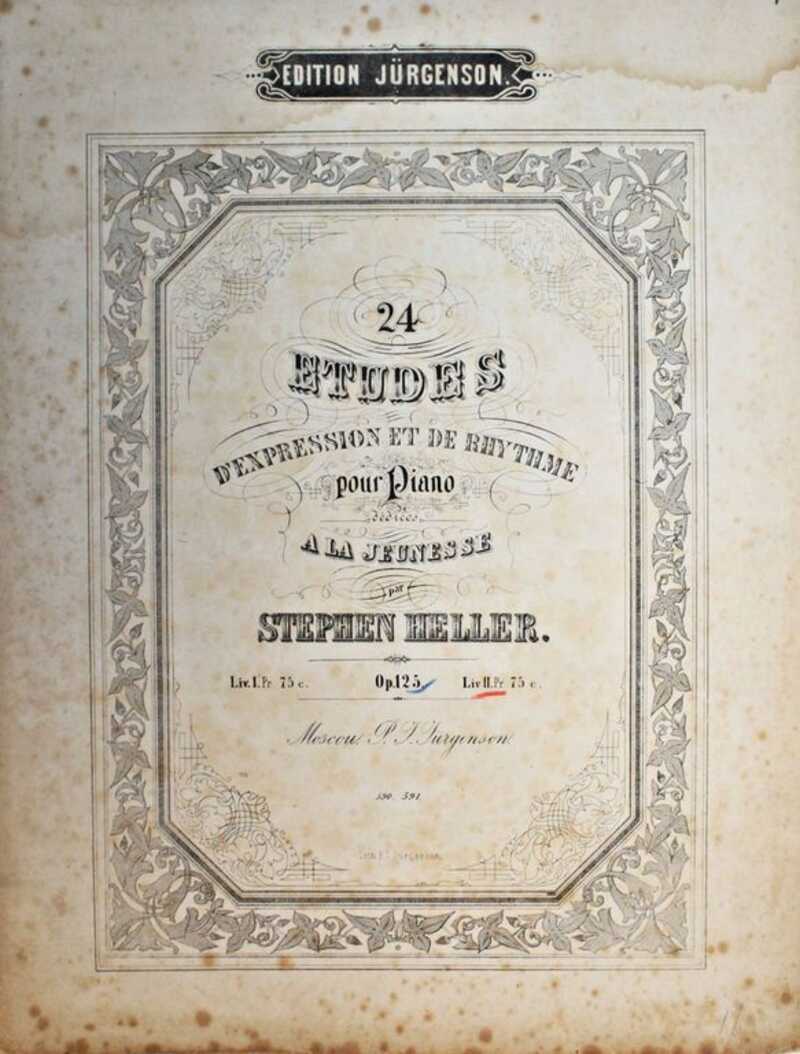 EDITION JÜRGENSON.
24
ETUDES
D'EXPRESSION ET DE RHYTHME
pour Piano
dédiées
A LA JEUNESSE
par
STEPHEN HELLER.
Liv. I. Pr. 75 c. Op. 125. Liv II. Pr. 75 c.
Moscou, P. J. Jurgenson.
590. 591.